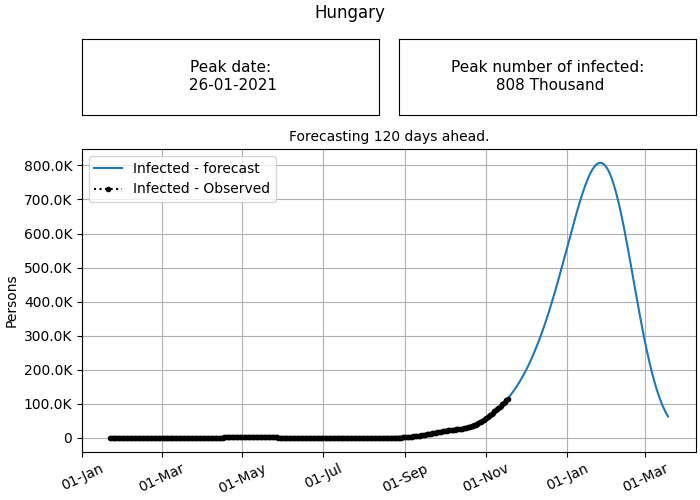 Hungary
Peak date:
26-01-2021
Peak number of infected:
808 Thousand
Forecasting 120 days ahead.
Infected - forecast
Infected - Observed
800.0K
700.0K
600.0K
500.0K
400.0K
300.0K
200.0K
100.0K
0
Persons
01-Jan
01-Mar
01-May
01-Jul
01-Sep
01-Nov
01-Jan
01-Mar